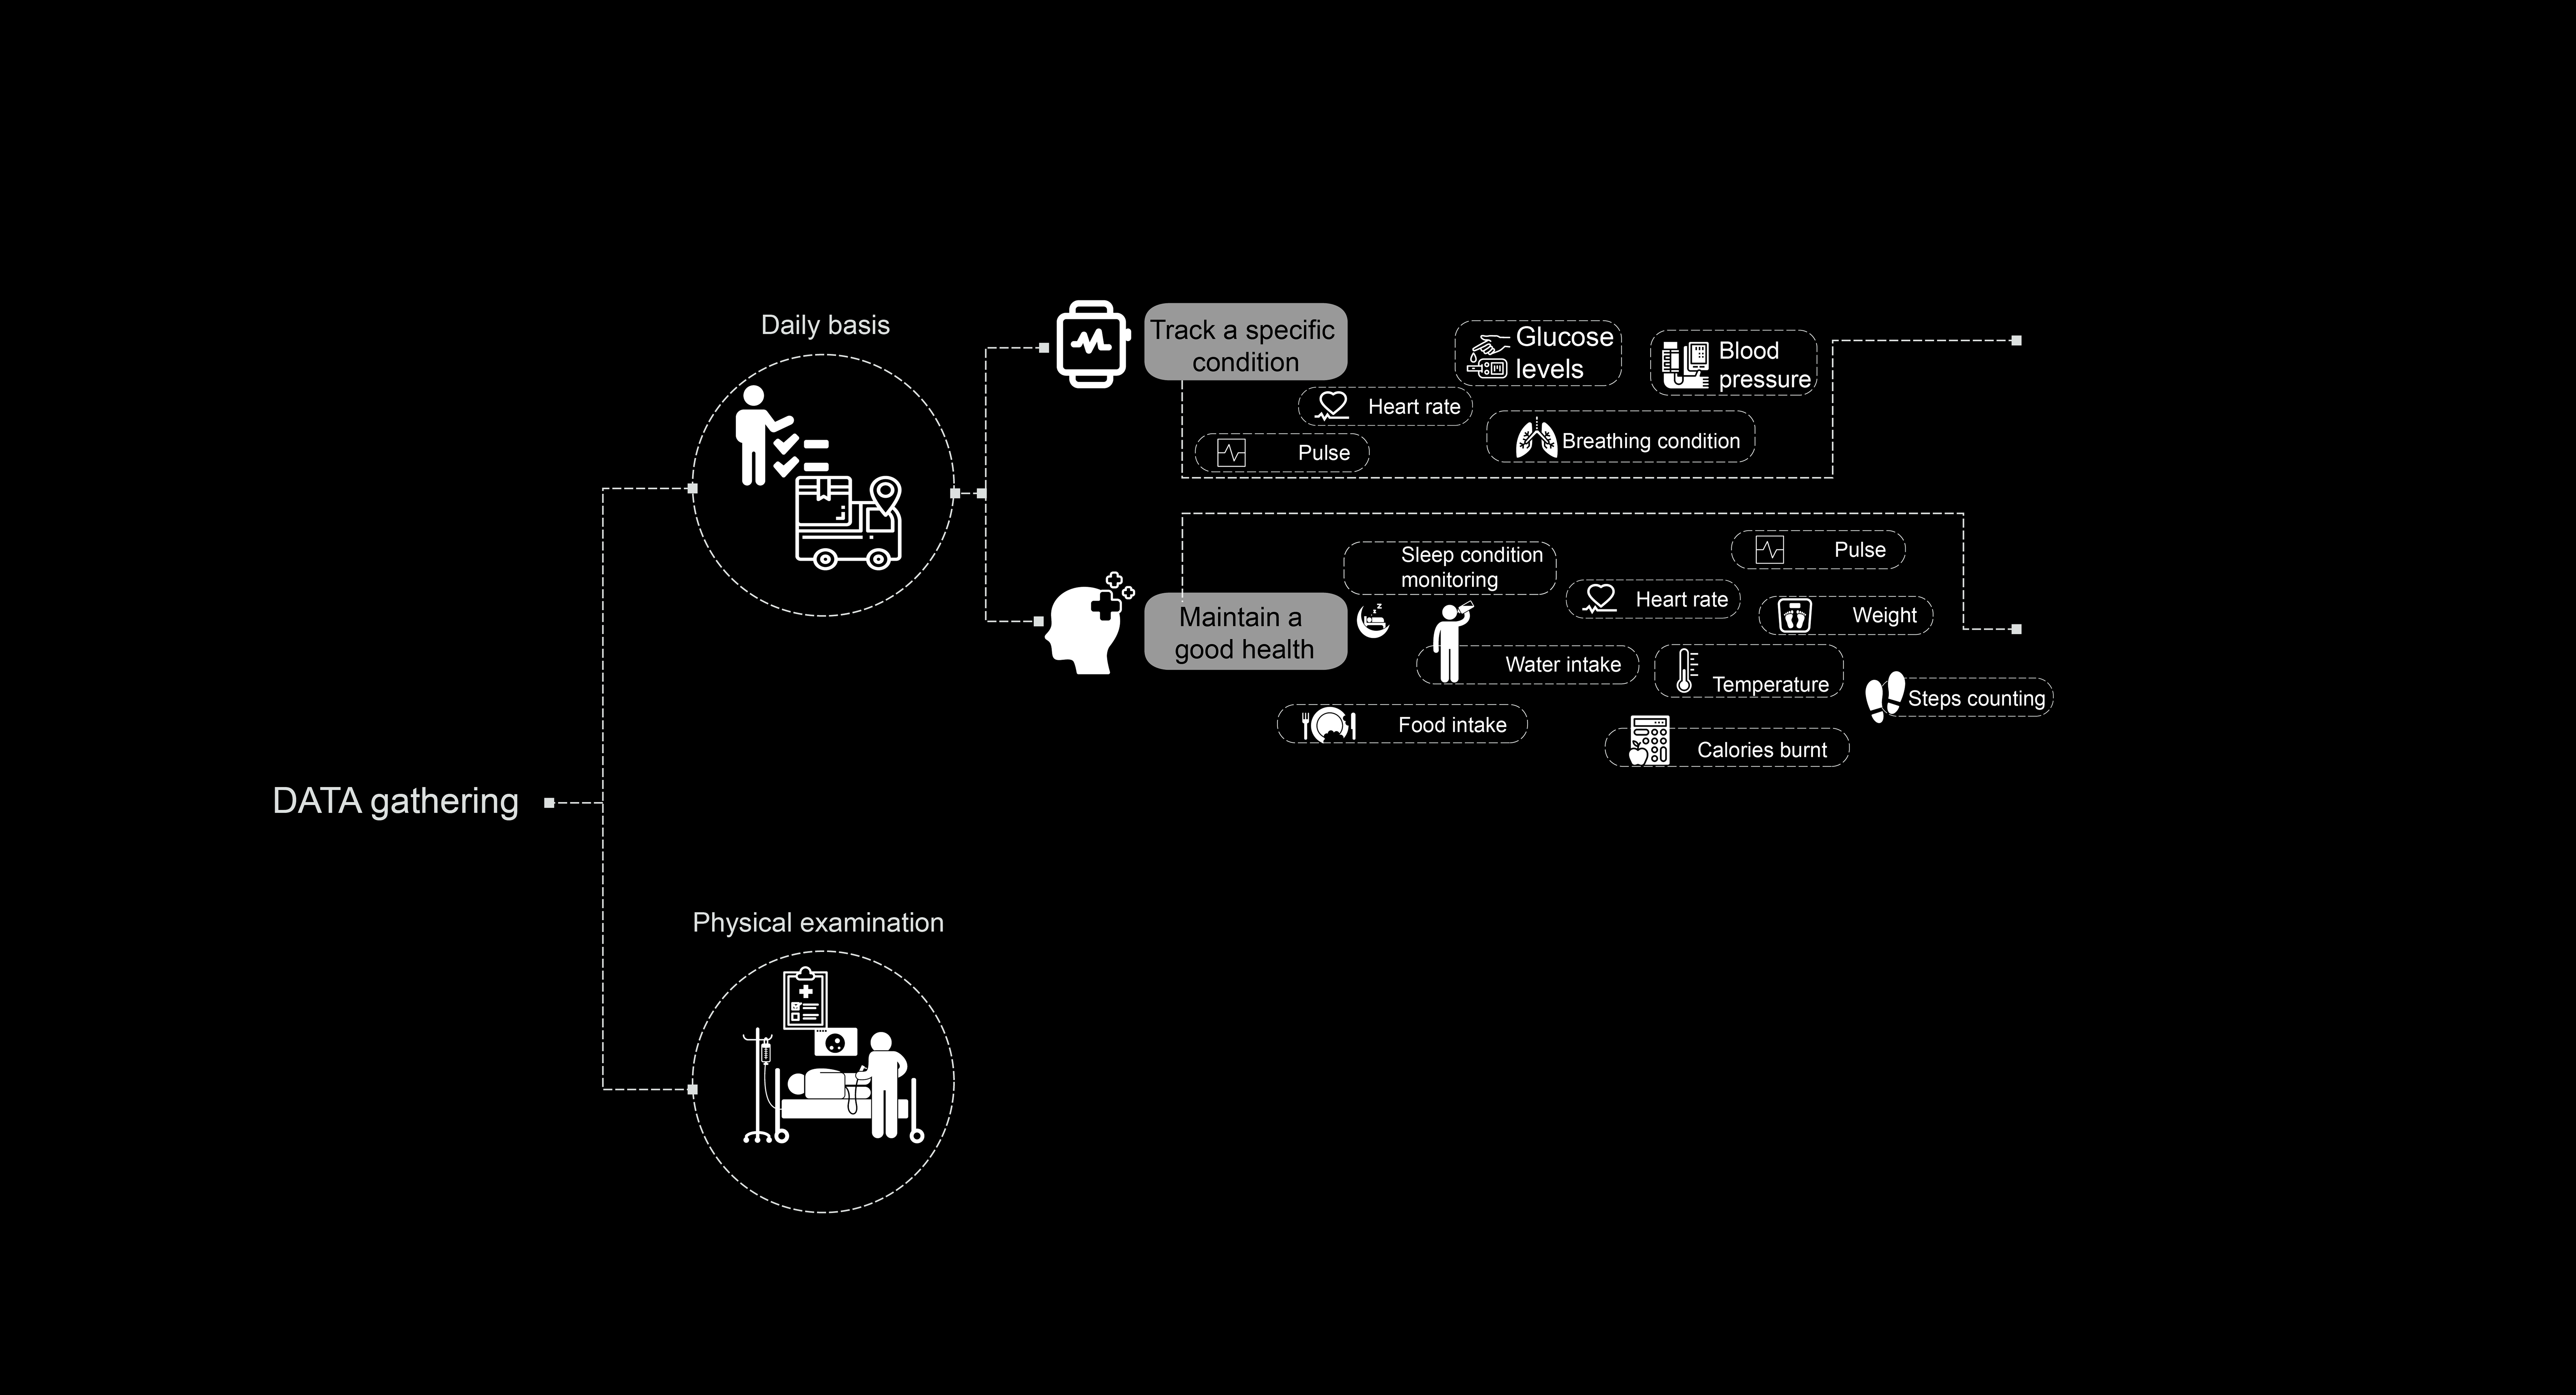 Daily basis
Track a specific
condition
Glucose
levels
Blood
pressure
Heart rate
Breathing condition
Pulse
Sleep condition
monitoring
Pulse
Heart rate
Weight
Maintain a
good health
Water intake
Temperature
Steps counting
Food intake
Calories burnt
DATA gathering
Physical examination